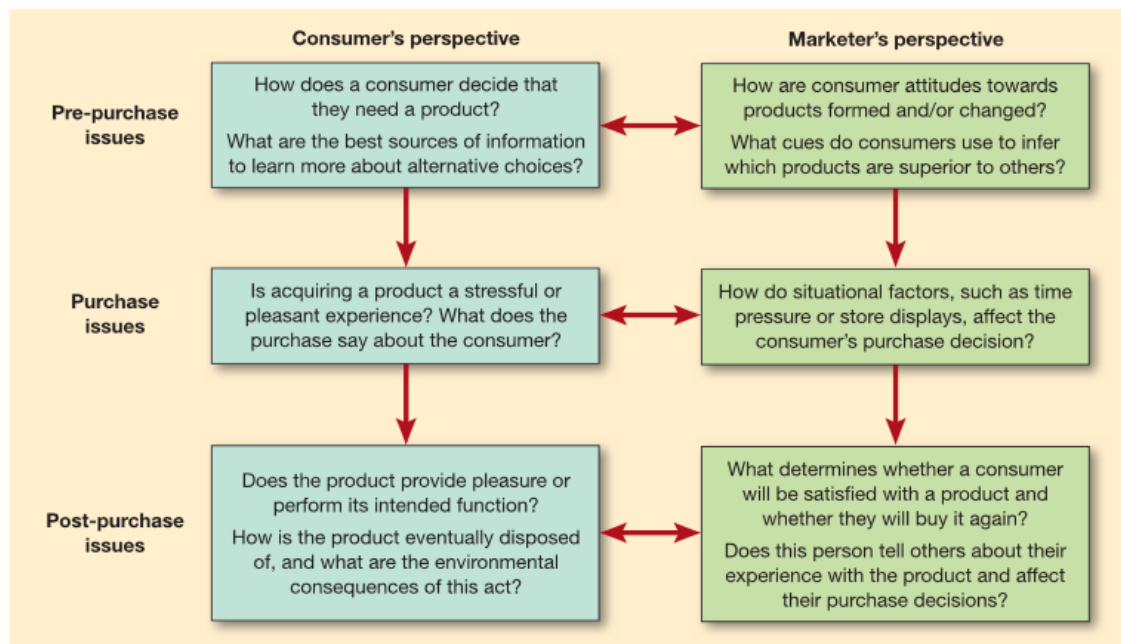 Consumer's perspective
Marketer's perspective
Pre-purchase
issues
How does a consumer decide that
they need a product?
What are the best sources of information
to learn more about alternative choices?
How are consumer attitudes towards
products formed and/or changed?
What cues do consumers use to infer
which products are superior to others?
Purchase
issues
Is acquiring a product a stressful or
pleasant experience? What does the
purchase say about the consumer?
How do situational factors, such as time
pressure or store displays, affect the
consumer's purchase decision?
Post-purchase
issues
Does the product provide pleasure or
perform its intended function?
How is the product eventually disposed
of, and what are the environmental
consequences of this act?
What determines whether a consumer
will be satisfied with a product and
whether they will buy it again?
Does this person tell others about their
experience with the product and affect
their purchase decisions?